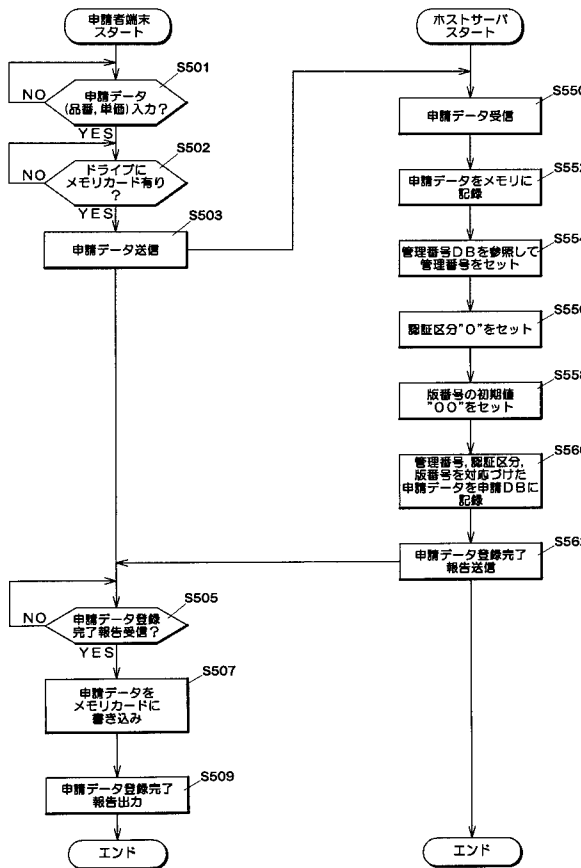 申請者端末
スタート
S501
申請データ
(品番,単価)入力?
NO
YES
S502
ドライブに
メモリカード有り
?
NO
YES
S503
申請データ送信
S505
申請データ登録
完了報告受信?
NO
YES
S507
申請データを
メモリカードに
書き込み
S509
申請データ登録完了
報告出力
エンド
ホストサーバ
スタート
S550
申請データ受信
S552
申請データをメモリに
記録
S554
管理番号DBを参照して
管理番号をセット
S556
認証区分"0"をセット
S558
版番号の初期値
"00"をセット
S560
管理番号,認証区分,
版番号を対応づけた
申請データを申請DBに
記録
S562
申請データ登録完了
報告送信
エンド